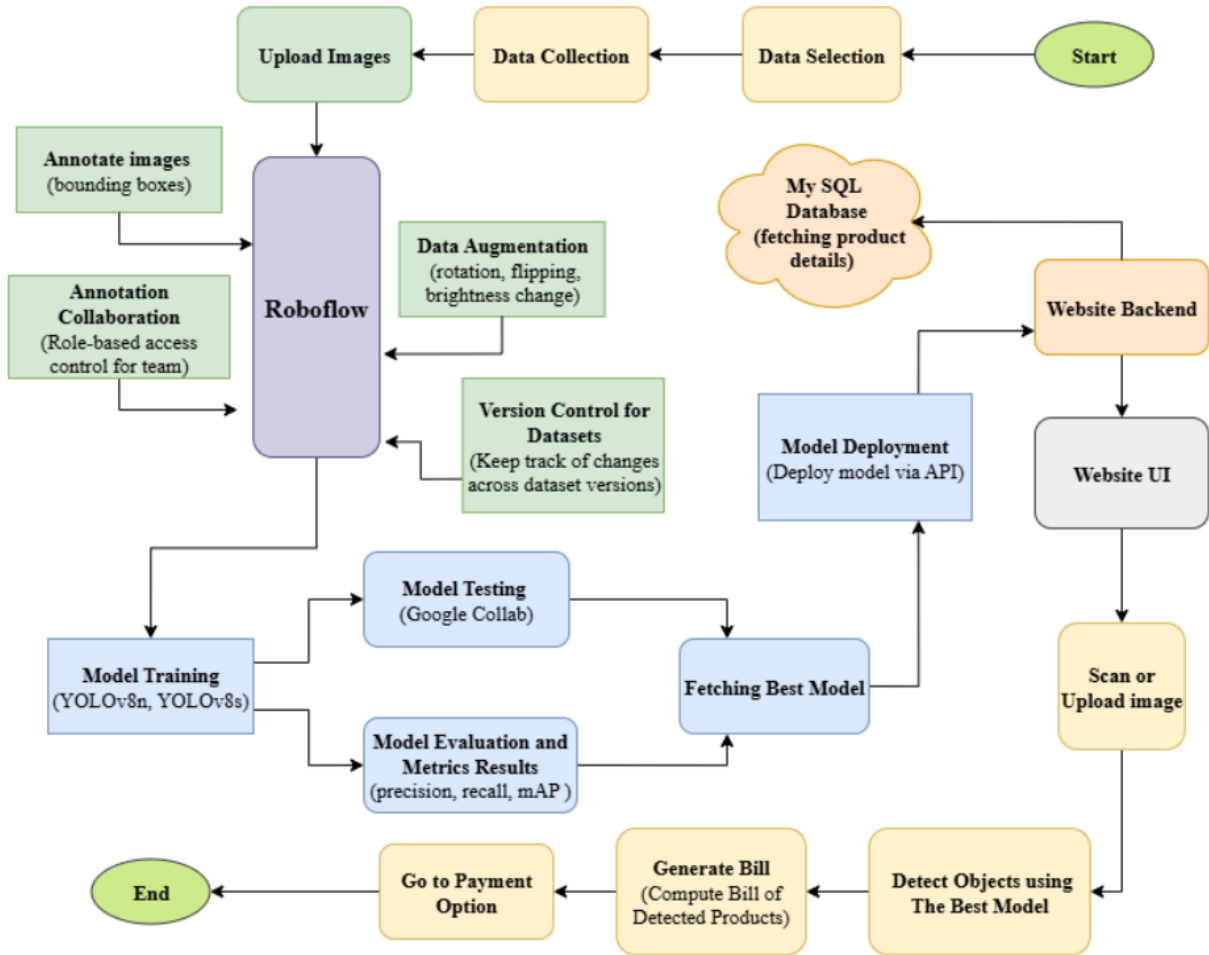 Upload Images
Data Collection
Data Selection
Start
Annotate images
(bounding boxes)
Annotation
Collaboration
(Role-based access
control for team)
Roboflow
Data Augmentation
(rotation, flipping,
brightness change)
Version Control for
Datasets
(Keep track of changes
across dataset versions)
My SQL
Database
(fetching product
details)
Website Backend
Model Deployment
(Deploy model via API)
Website UI
Model Training
(YOLOv8n, YOLOv8s)
Model Testing
(Google Collab)
Model Evaluation and
Metrics Results
(precision, recall, mAP )
Fetching Best Model
Scan or
Upload image
Detect Objects using
The Best Model
Generate Bill
(Compute Bill of
Detected Products)
Go to Payment
Option
End